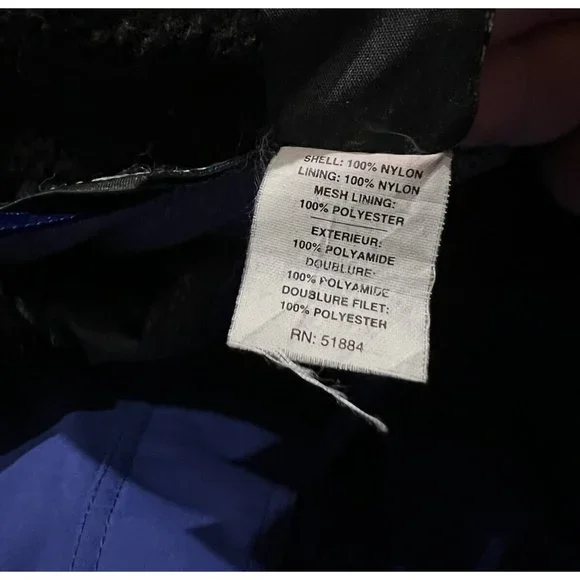 SHELL: 100% NYLON
LINING: 100% NYLON
MESH LINING:
100% POLYESTER
EXTERIEUR:
100% POLYAMIDE
DOUBLURE:
100% POLYAMIDE
DOUBLURE FILET:
100% POLYESTER
RN: 51884